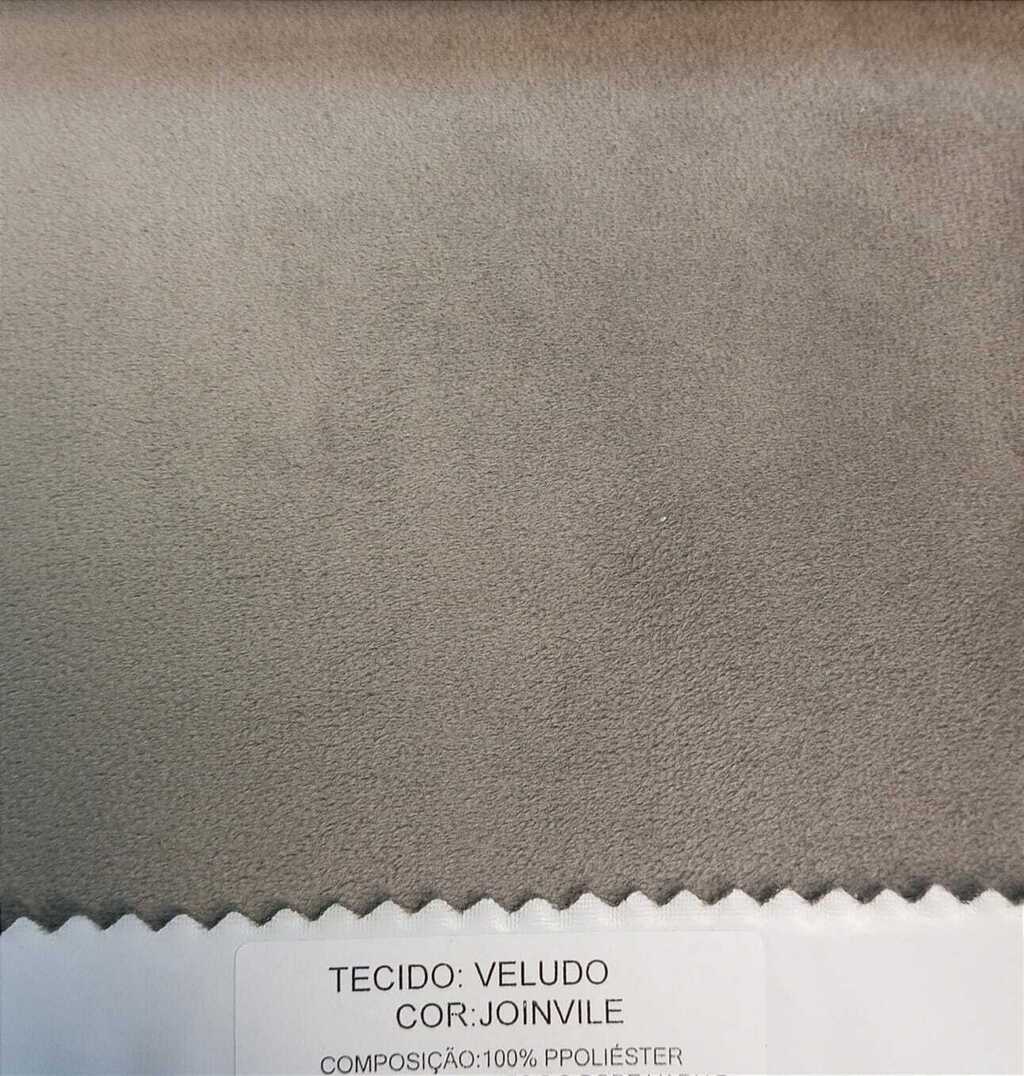 TECIDO: VELUDO
COR:JOINVILE
COMPOSIÇÃO:100% PPOLIÉSTER